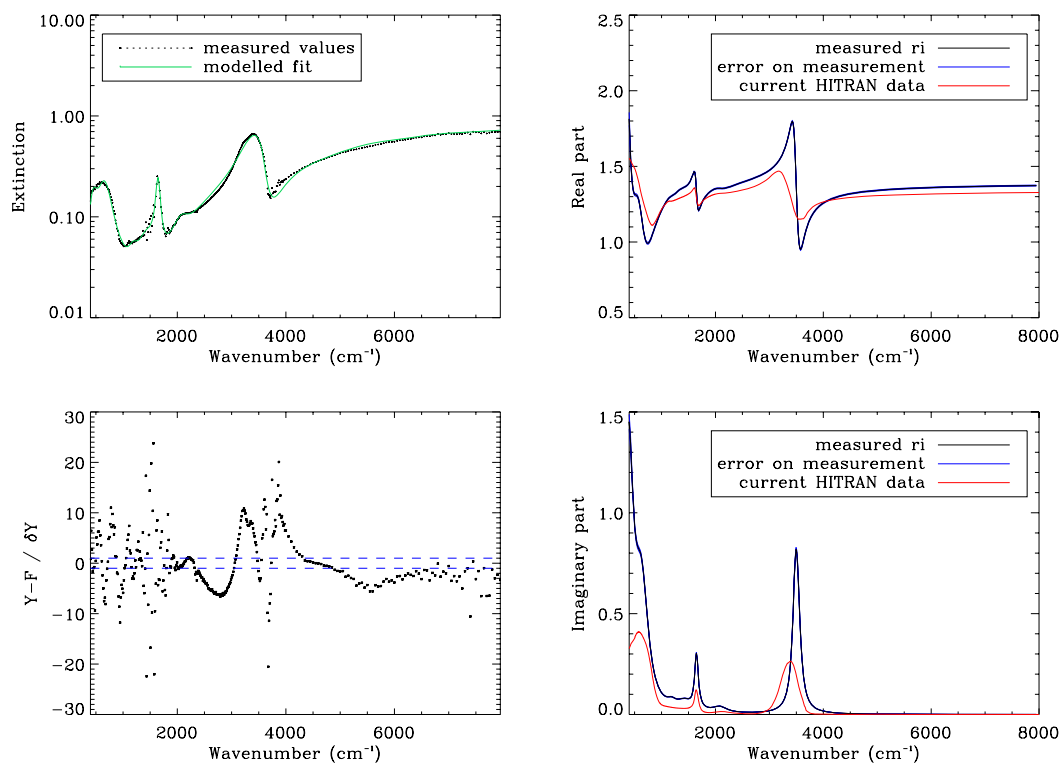 10.00
1.00
0.10
0.01
Extinction
measured values
modelled fit
2000 4000 6000
Wavenumber (cm⁻¹)
2.5
2.0
1.5
1.0
0.5
Real part
measured ri
error on measurement
current HITRAN data
2000 4000 6000 8000
Wavenumber (cm⁻¹)
30
20
10
0
−10
−20
−30
Y−F / δY
2000 4000 6000
Wavenumber (cm⁻¹)
1.5
1.0
0.5
0.0
Imaginary part
measured ri
error on measurement
current HITRAN data
2000 4000 6000 8000
Wavenumber (cm⁻¹)